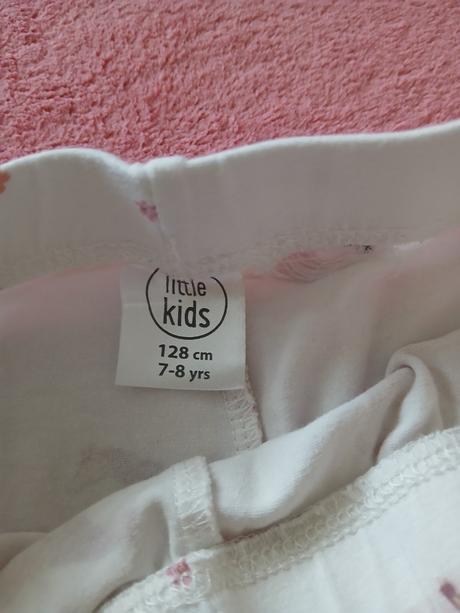 little
kids
128 cm
7-8 yrs